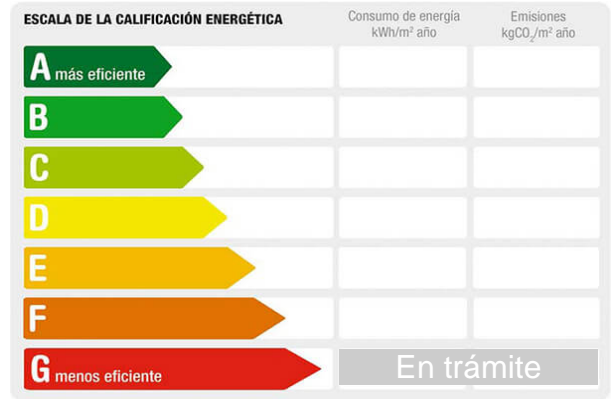 ESCALA DE LA CALIFICACIÓN ENERGÉTICA
Consumo de energía
kWh/m² año
Emisiones
kgCO₂/m² año
A más eficiente
B
C
D
E
F
G menos eficiente
En trámite